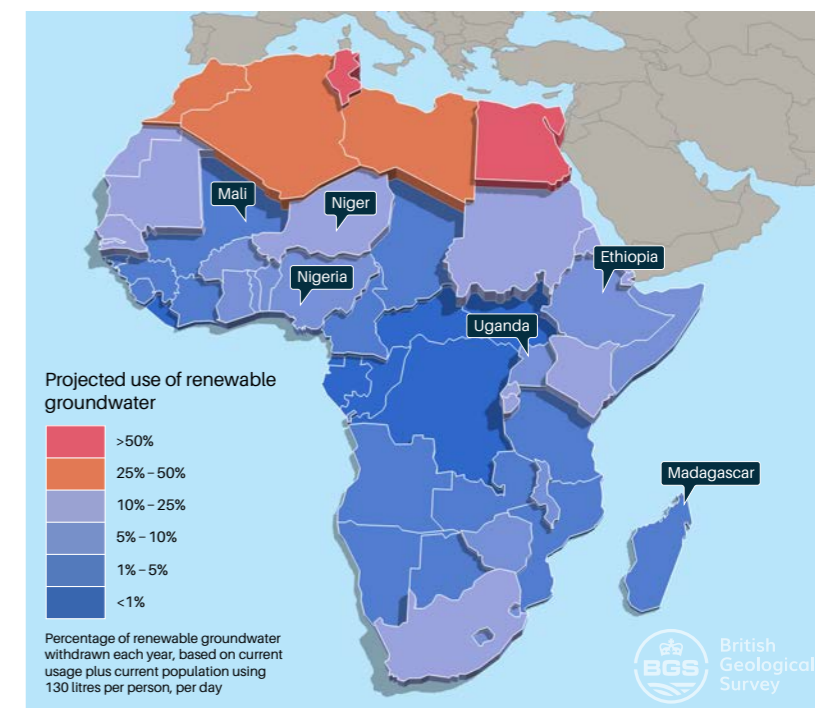 Mali
Niger
Nigeria
Ethiopia
Uganda
Madagascar
Projected use of renewable
groundwater
>50%
25% – 50%
10% – 25%
5% – 10%
1% – 5%
<1%
Percentage of renewable groundwater
withdrawn each year, based on current
usage plus current population using
130 litres per person, per day
BGS
British
Geological
Survey